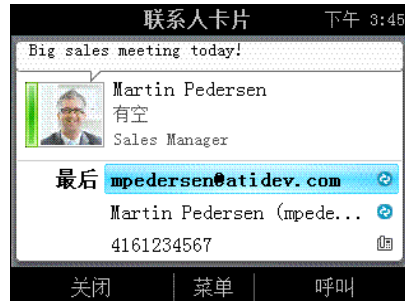 联系人卡片 下午 3:45
Big sales meeting today!
Martin Pedersen
有空
Sales Manager
最后 mpedersen@atidev.com
Martin Pedersen (mpede...
4161234567
关闭 菜单 呼叫